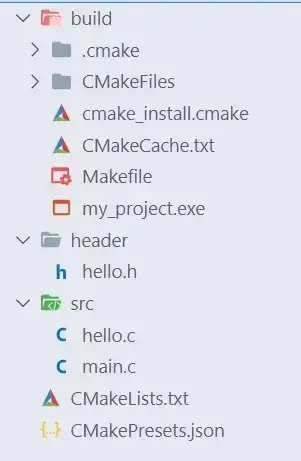 build
.cmake
CMakeFiles
cmake_install.cmake
CMakeCache.txt
Makefile
my_project.exe
header
h hello.h
src
C hello.c
C main.c
CMakeLists.txt
{..} CMakePresets.json